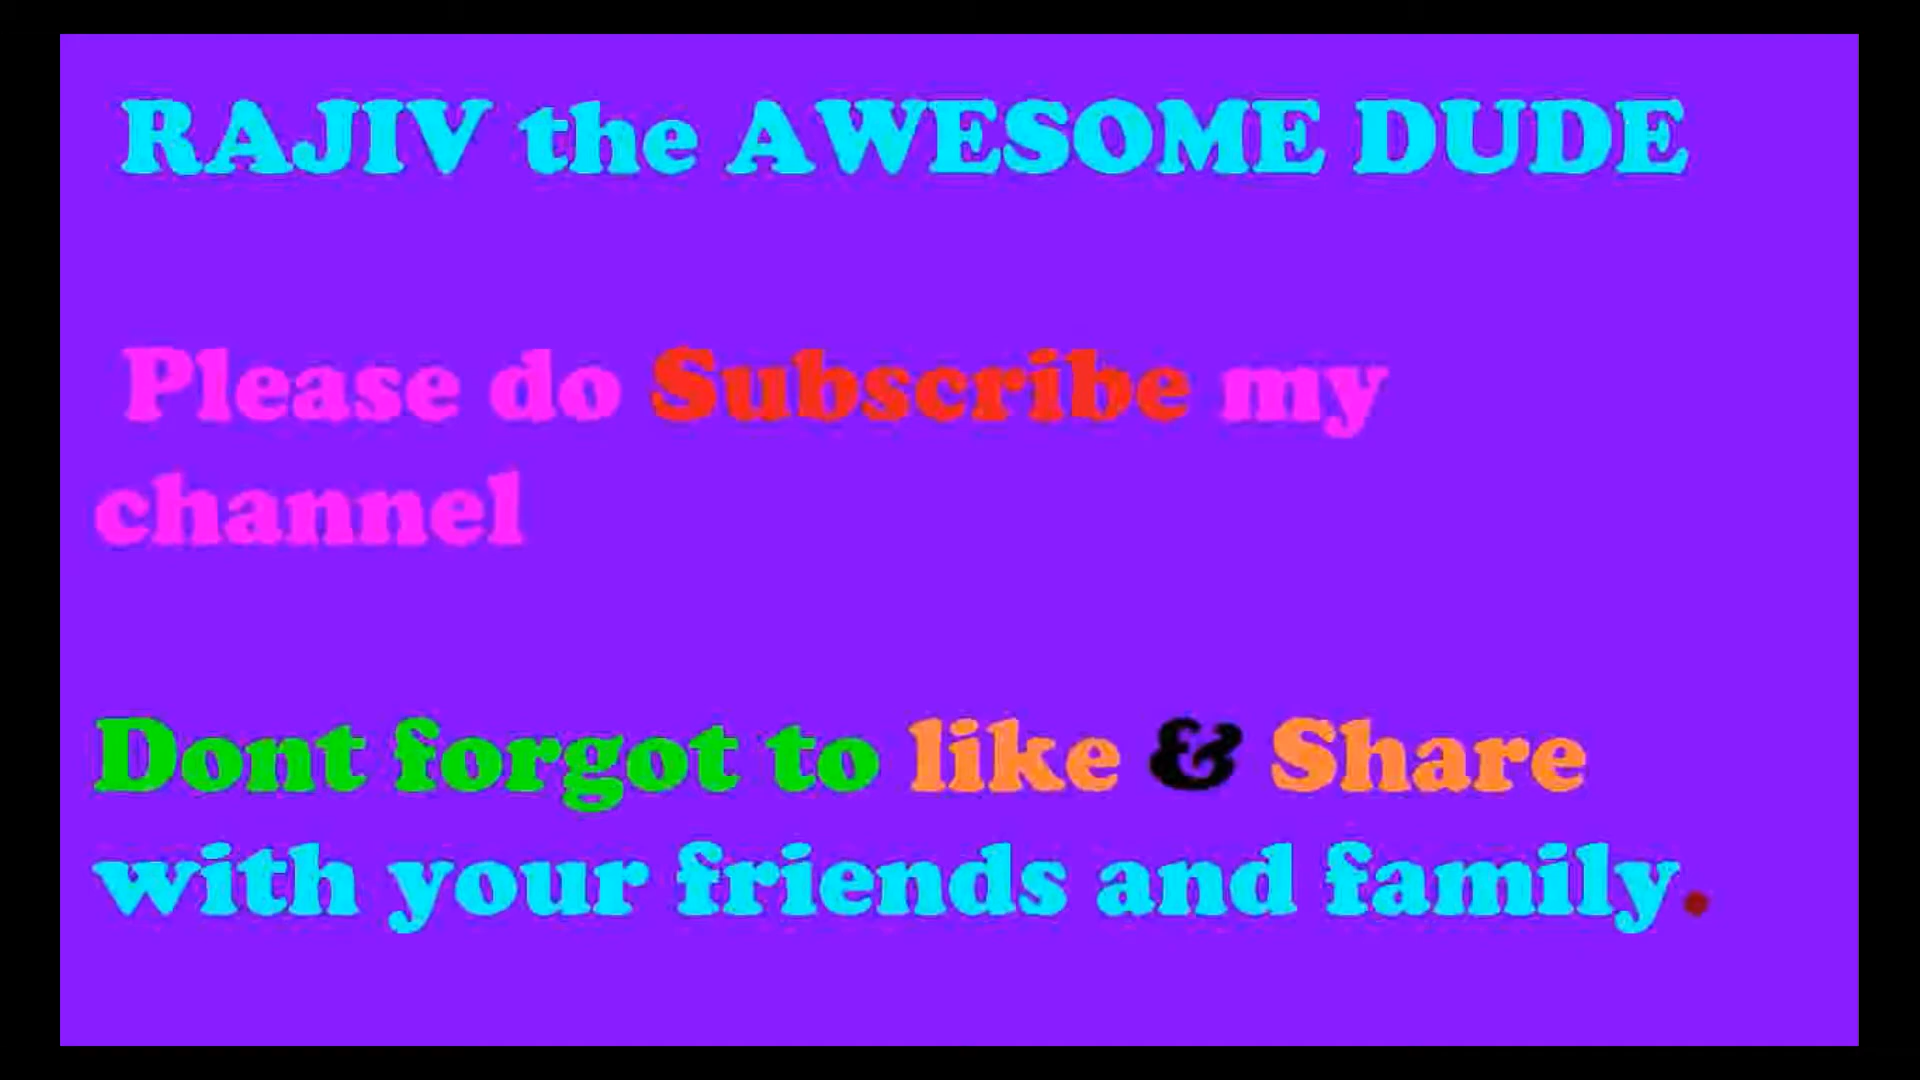 RAJIV the AWESOME DUDE
Please do Subscribe my
channel
Dont forgot to like & Share
with your friends and family.